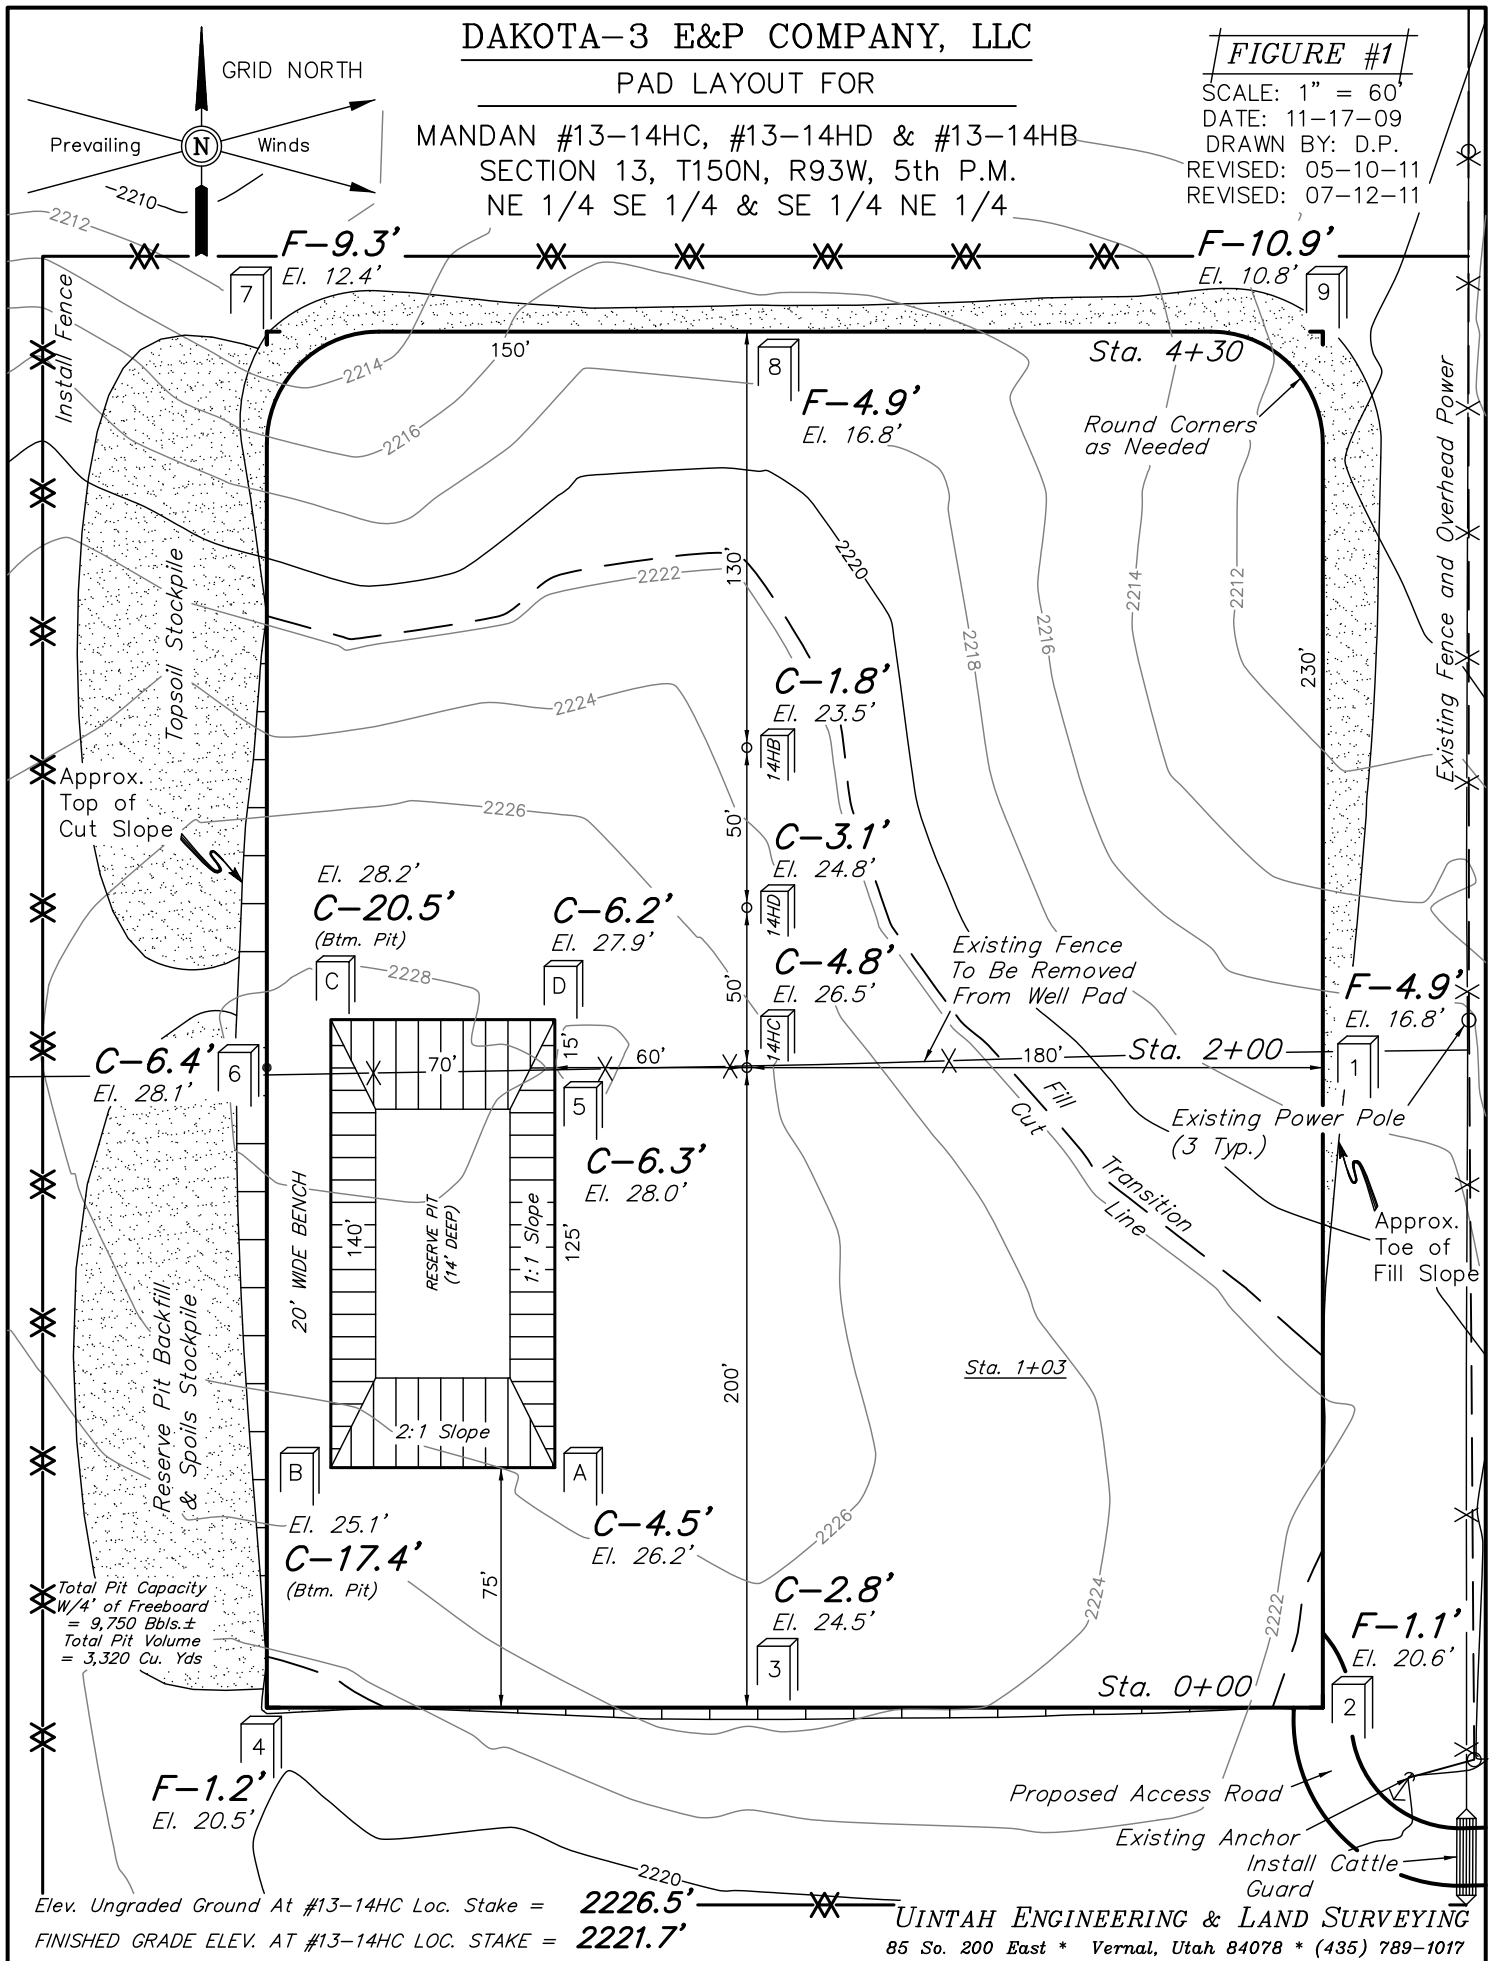 DAKOTA-3 E&P COMPANY, LLC
PAD LAYOUT FOR
MANDAN #13-14HC, #13-14HD & #13-14HB
SECTION 13, T150N, R93W, 5th P.M.
NE 1/4 SE 1/4 & SE 1/4 NE 1/4
FIGURE #1
SCALE: 1" = 60'
DATE: 11-17-09
DRAWN BY: D.P.
REVISED: 05-10-11
REVISED: 07-12-11
GRID NORTH
Prevailing
N
Winds
2210
2212
F-9.3'
El. 12.4'
7
F-10.9'
El. 10.8'
9
Install Fence
150'
2214
8
F-4.9'
El. 16.8'
Sta. 4+30
Round Corners
as Needed
2216
Existing Fence and Overhead Power
Topsoil Stockpile
2222
130'
2220
2214
2212
2218
2216
230'
C-1.8'
El. 23.5'
2224
14HB
Approx.
Top of
Cut Slope
2226
50'
C-3.1'
El. 24.8'
14HD
El. 28.2'
C-20.5'
(Btm. Pit)
C-6.2'
El. 27.9'
C
D
2228
C-4.8'
El. 26.5'
50'
14HC
Existing Fence
To Be Removed
From Well Pad
F-4.9'
El. 16.8'
C-6.4'
El. 28.1'
6
70'
15'
60'
180'
Sta. 2+00
1
5
C-6.3'
El. 28.0'
Fill
Cut
Transition
Line
Existing Power Pole
(3 Typ.)
20' WIDE BENCH
140'
RESERVE PIT
(14' DEEP)
1:1 Slope
125'
Approx.
Toe of
Fill Slope
Reserve Pit Backfill
& Spoils Stockpile
200'
Sta. 1+03
2:1 Slope
B
A
El. 25.1'
C-17.4'
(Btm. Pit)
C-4.5'
El. 26.2'
2226
75'
Total Pit Capacity
W/4' of Freeboard
= 9,750 Bbls.±
Total Pit Volume
= 3,320 Cu. Yds
C-2.8'
El. 24.5'
3
2224
2222
F-1.1'
El. 20.6'
Sta. 0+00
2
4
F-1.2'
El. 20.5'
Proposed Access Road
Existing Anchor
Install Cattle
Guard
2220
Elev. Ungraded Ground At #13-14HC Loc. Stake = 2226.5'
FINISHED GRADE ELEV. AT #13-14HC LOC. STAKE = 2221.7'
UINTAH ENGINEERING & LAND SURVEYING
85 So. 200 East * Vernal, Utah 84078 * (435) 789-1017